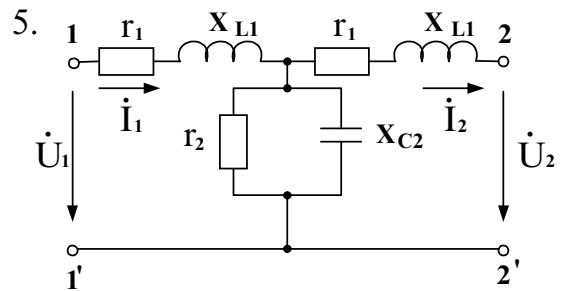 5.
1 r₁ X L1 r₁ X L1 2
İ₁ İ₂
U̇₁ r₂ X C2 U̇₂
1' 2'